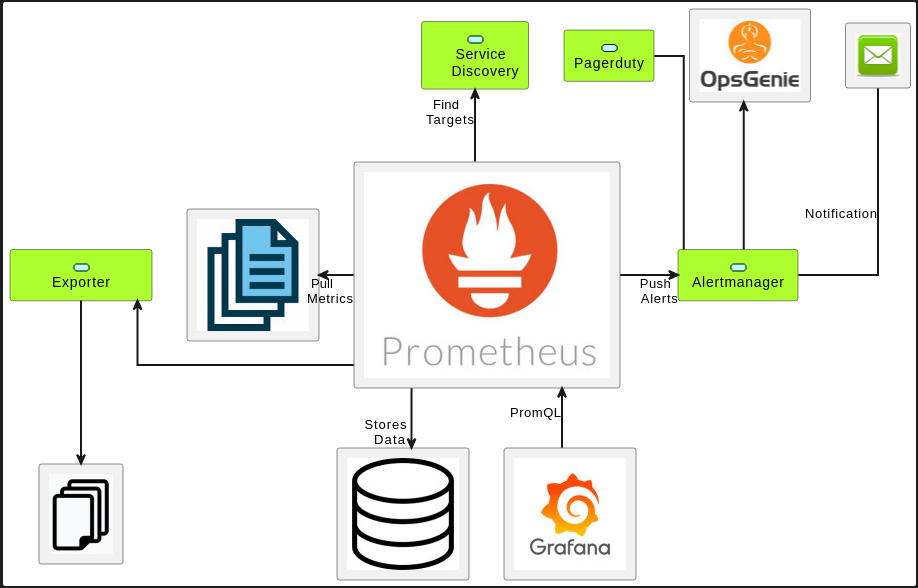 Service
Discovery
Pagerduty
OpsGenie
Find
Targets
Notification
Exporter
Pull
Metrics
Prometheus
Push
Alerts
Alertmanager
Stores
Data
PromQL
Grafana